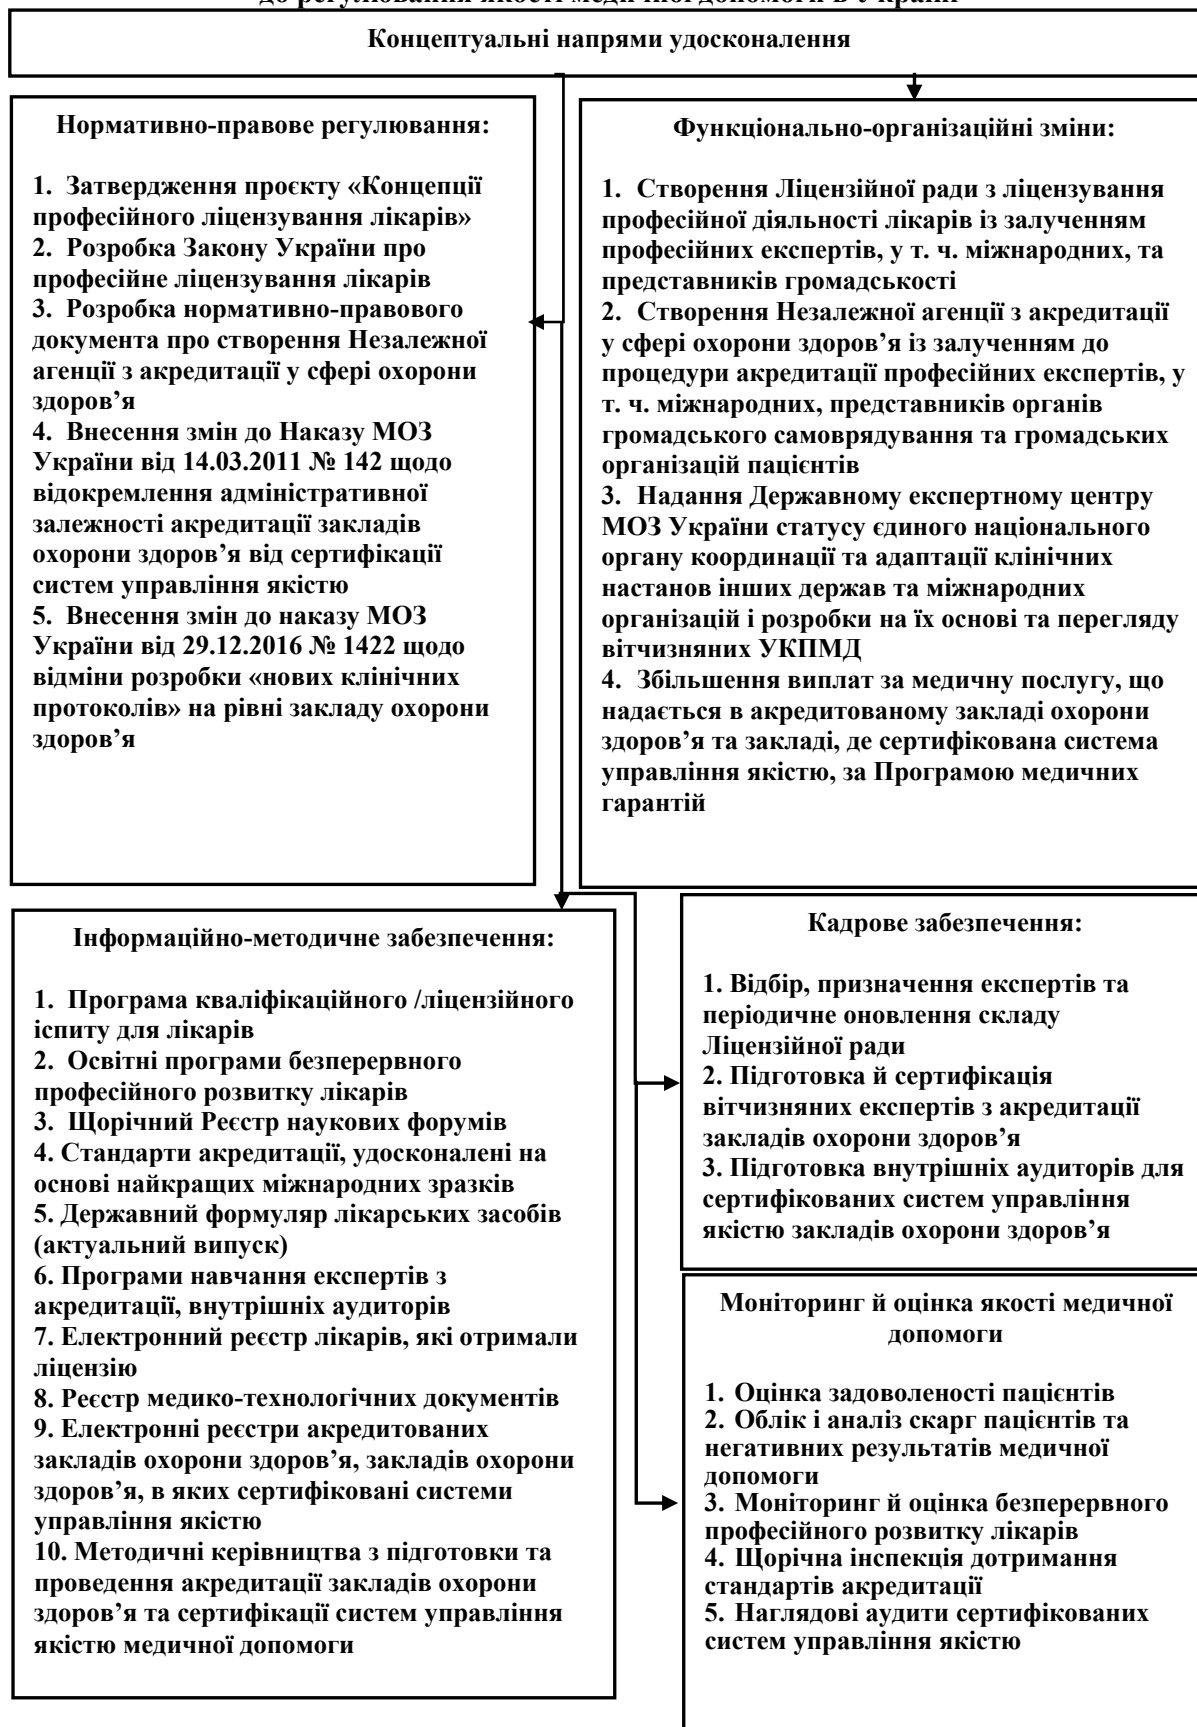 до регулювання якості медичної допомоги в Україні
Концептуальні напрями удосконалення
Нормативно-правове регулювання:
1. Затвердження проєкту «Концепції
професійного ліцензування лікарів»
2. Розробка Закону України про
професійне ліцензування лікарів
3. Розробка нормативно-правового
документа про створення Незалежної
агенції з акредитації у сфері охорони
здоров’я
4. Внесення змін до Наказу МОЗ
України від 14.03.2011 № 142 щодо
відокремлення адміністративної
залежності акредитації закладів
охорони здоров’я від сертифікації
систем управління якістю
5. Внесення змін до наказу МОЗ
України від 29.12.2016 № 1422 щодо
відміни розробки «нових клінічних
протоколів» на рівні закладу охорони
здоров’я
Функціонально-організаційні зміни:
1. Створення Ліцензійної ради з ліцензування
професійної діяльності лікарів із залученням
професійних експертів, у т. ч. міжнародних, та
представників громадськості
2. Створення Незалежної агенції з акредитації
у сфері охорони здоров’я із залученням до
процедури акредитації професійних експертів, у
т. ч. міжнародних, представників органів
громадського самоврядування та громадських
організацій пацієнтів
3. Надання Державному експертному центру
МОЗ України статусу єдиного національного
органу координації та адаптації клінічних
настанов інших держав та міжнародних
організацій і розробки на їх основі та перегляду
вітчизняних УКПМД
4. Збільшення виплат за медичну послугу, що
надається в акредитованому закладі охорони
здоров’я та закладі, де сертифікована система
управління якістю, за Програмою медичних
гарантій
Інформаційно-методичне забезпечення:
1. Програма кваліфікаційного /ліцензійного
іспиту для лікарів
2. Освітні програми безперервного
професійного розвитку лікарів
3. Щорічний Реєстр наукових форумів
4. Стандарти акредитації, удосконалені на
основі найкращих міжнародних зразків
5. Державний формуляр лікарських засобів
(актуальний випуск)
6. Програми навчання експертів з
акредитації, внутрішніх аудиторів
7. Електронний реєстр лікарів, які отримали
ліцензію
8. Реєстр медико-технологічних документів
9. Електронні реєстри акредитованих
закладів охорони здоров’я, закладів охорони
здоров’я, в яких сертифіковані системи
управління якістю
10. Методичні керівництва з підготовки та
проведення акредитації закладів охорони
здоров’я та сертифікації систем управління
якістю медичної допомоги
Кадрове забезпечення:
1. Відбір, призначення експертів та
періодичне оновлення складу
Ліцензійної ради
2. Підготовка й сертифікація
вітчизняних експертів з акредитації
закладів охорони здоров’я
3. Підготовка внутрішніх аудиторів для
сертифікованих систем управління
якістю закладів охорони здоров’я
Моніторинг й оцінка якості медичної
допомоги
1. Оцінка задоволеності пацієнтів
2. Облік і аналіз скарг пацієнтів та
негативних результатів медичної
допомоги
3. Моніторинг й оцінка безперервного
професійного розвитку лікарів
4. Щорічна інспекція дотримання
стандартів акредитації
5. Наглядові аудити сертифікованих
систем управління якістю